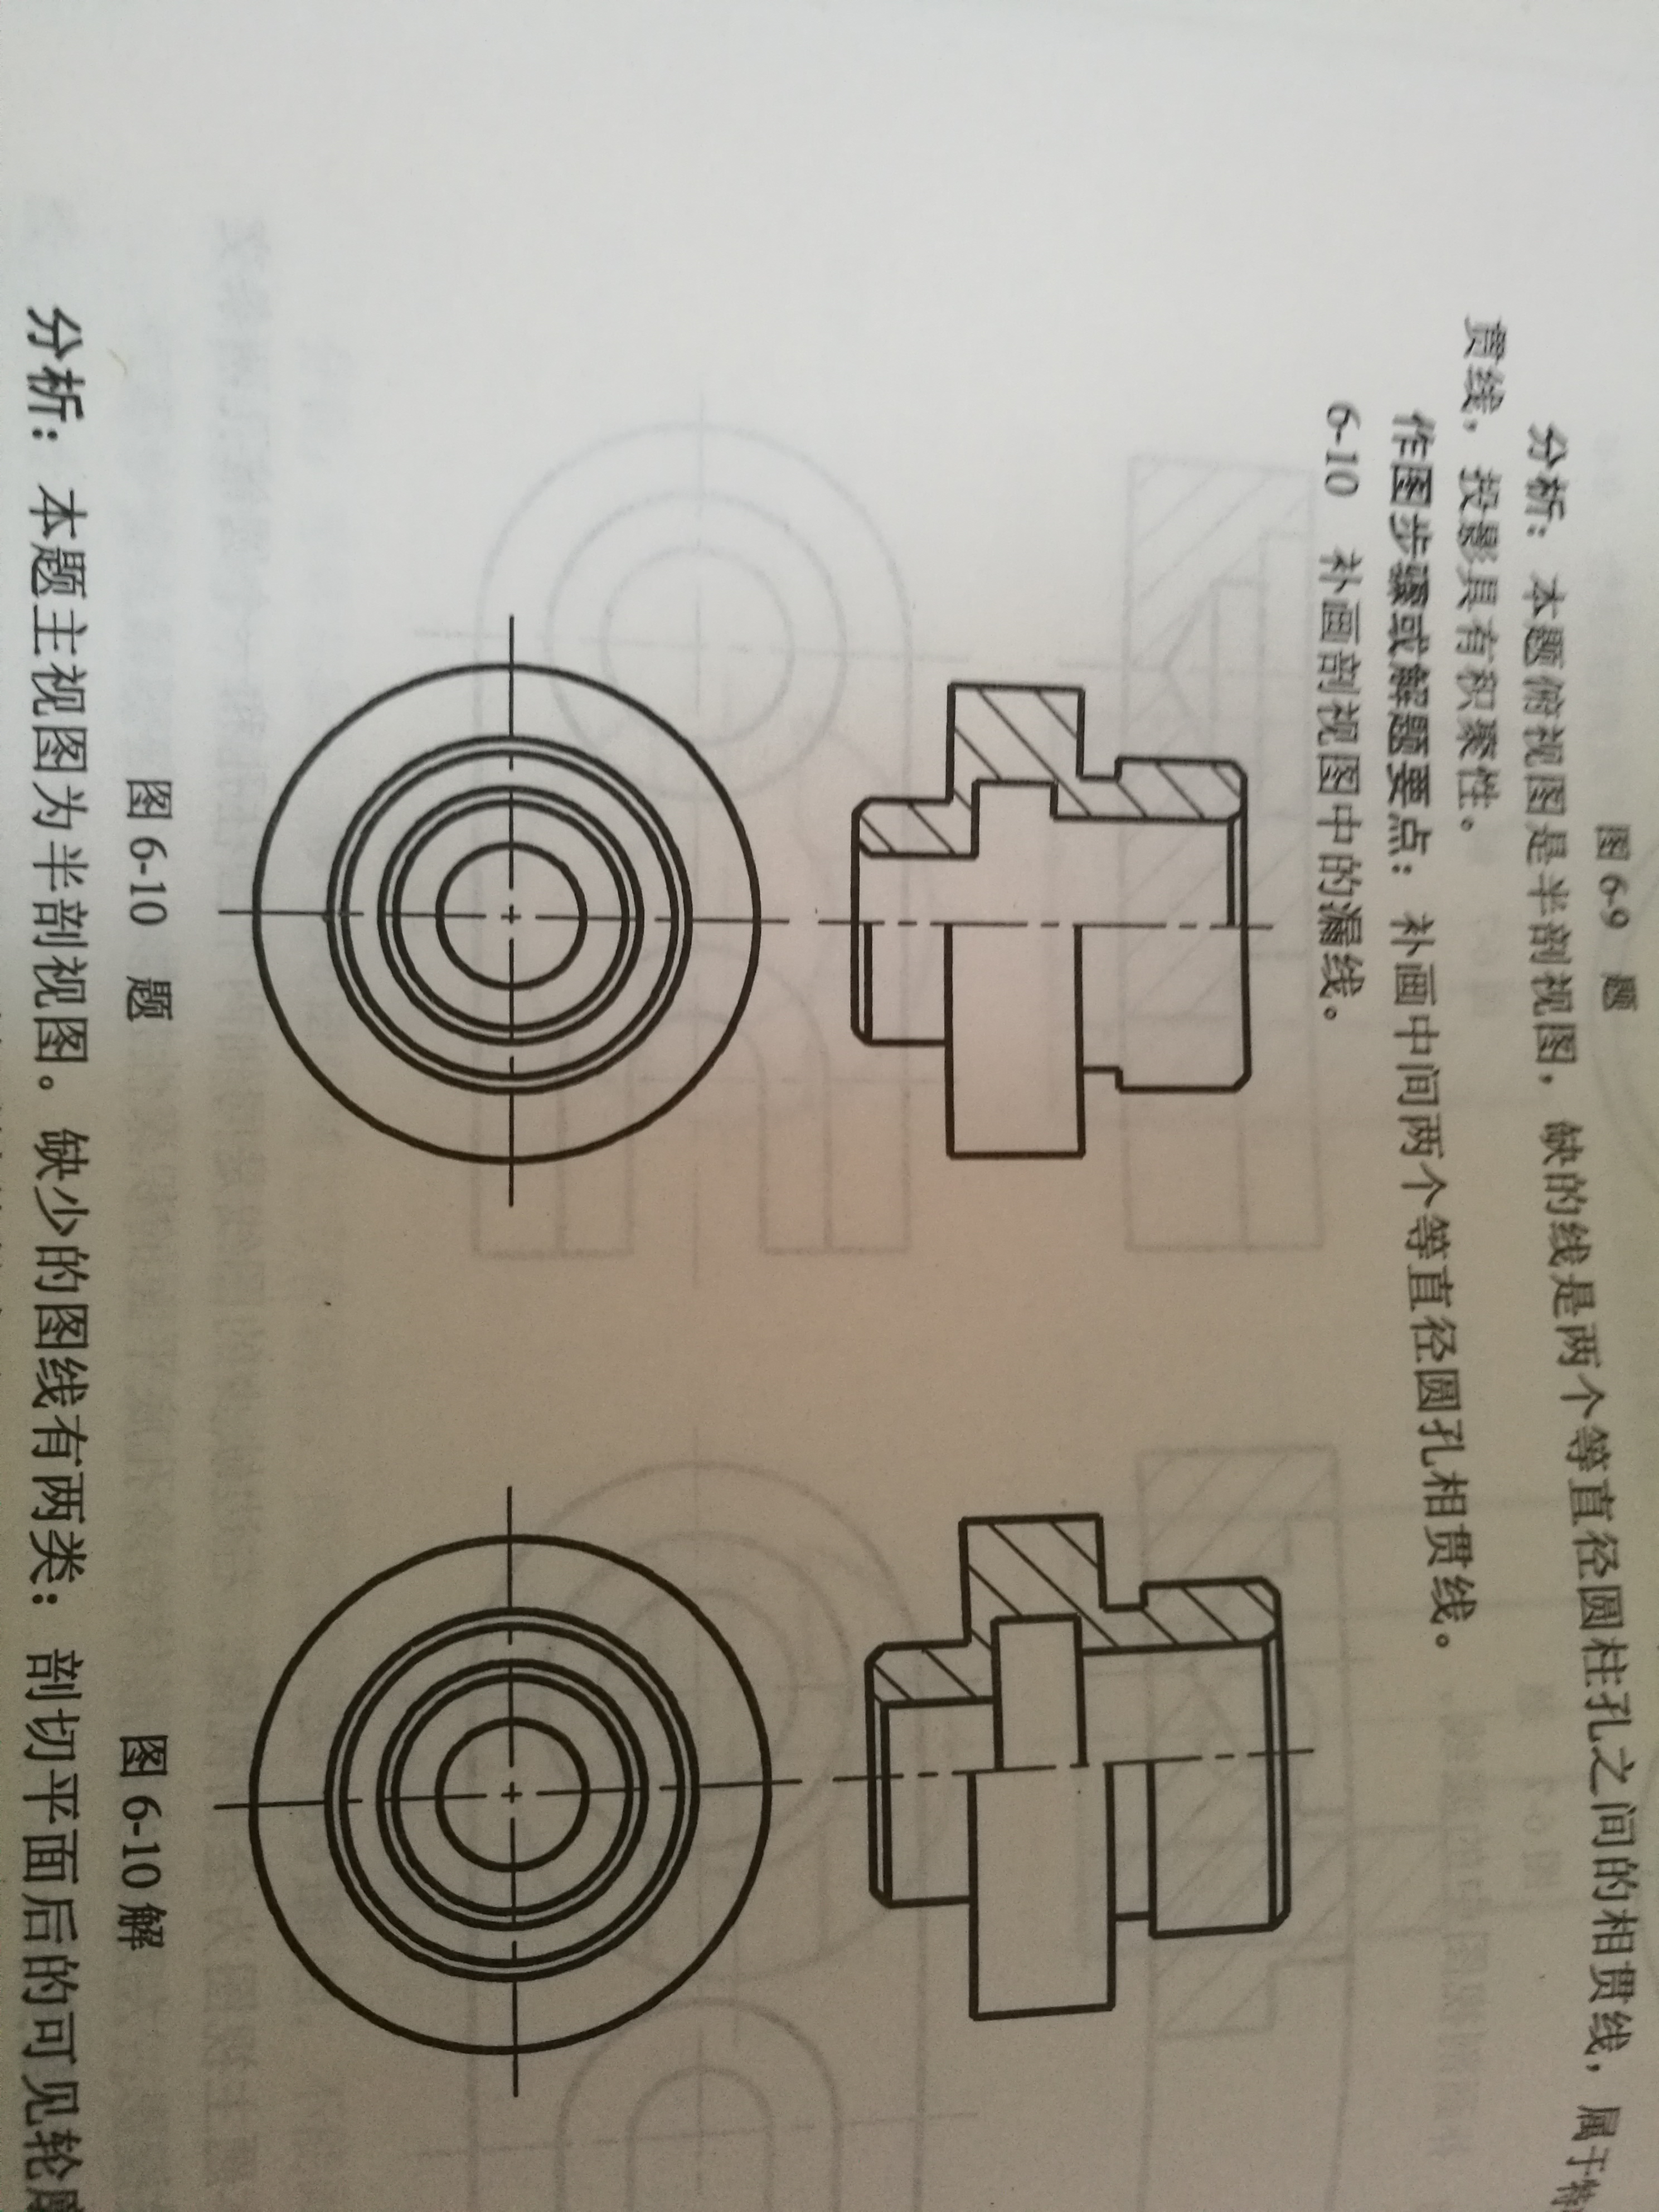 图 6-9 题
分析：本题俯视图是半剖视图，缺的线是两个等直径圆柱孔之间的相贯线，属于特
贯线，投影具有积聚性。
作图步骤或解题要点：补画中间两个等直径圆孔相贯线。
6-10 补画剖视图中的漏线。
图 6-10 题
图 6-10 解
分析：本题主视图为半剖视图。缺少的图线有两类：剖切平面后的可见轮